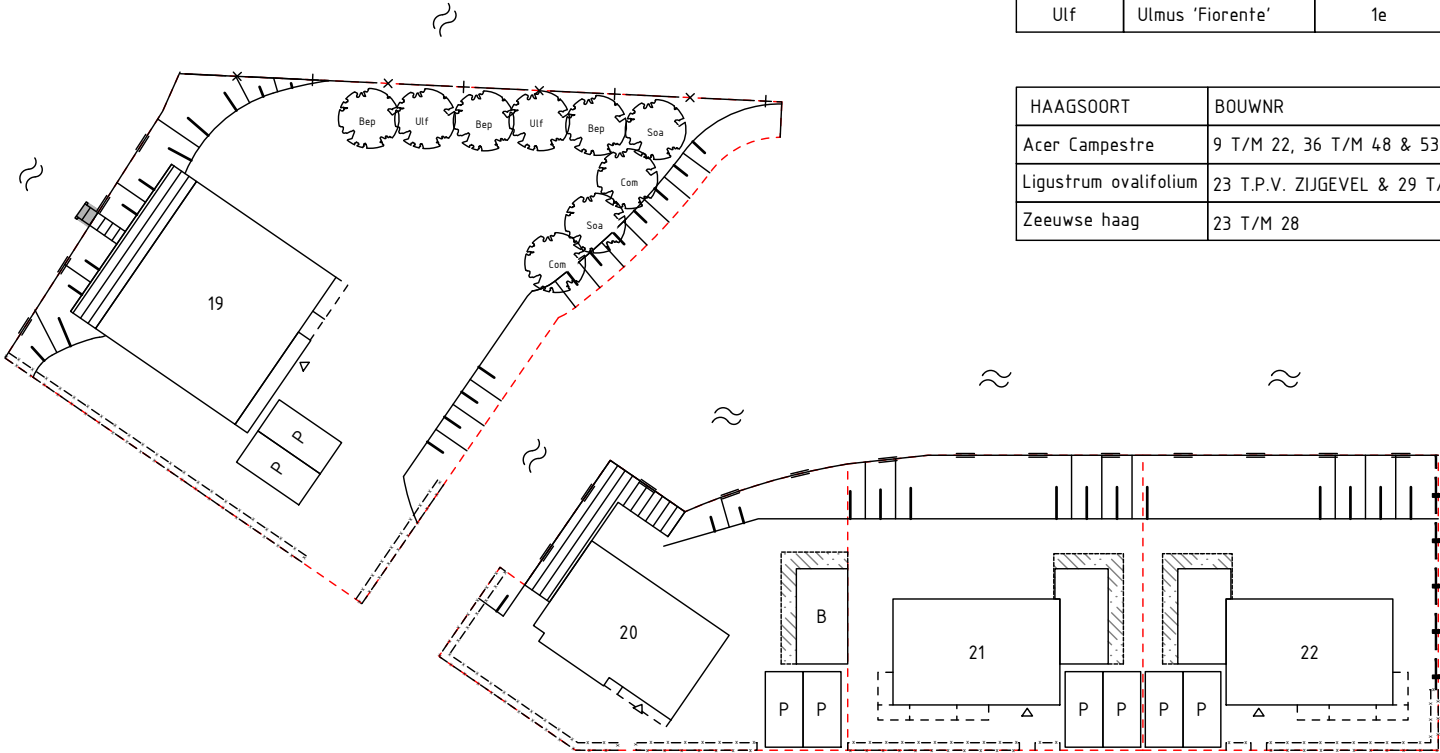 Ulf Ulmus 'Fiorente' 1e
HAAGSOORT BOUWNR
Acer Campestre 9 T/M 22, 36 T/M 48 & 53
Ligustrum ovalifolium 23 T.P.V. ZIJGEVEL & 29 T/
Zeeuwse haag 23 T/M 28
Bep Ulf Bep Ulf Bep Soa
Com
Soa
Com
19
P
P
B
20
21
22
P P P P P P